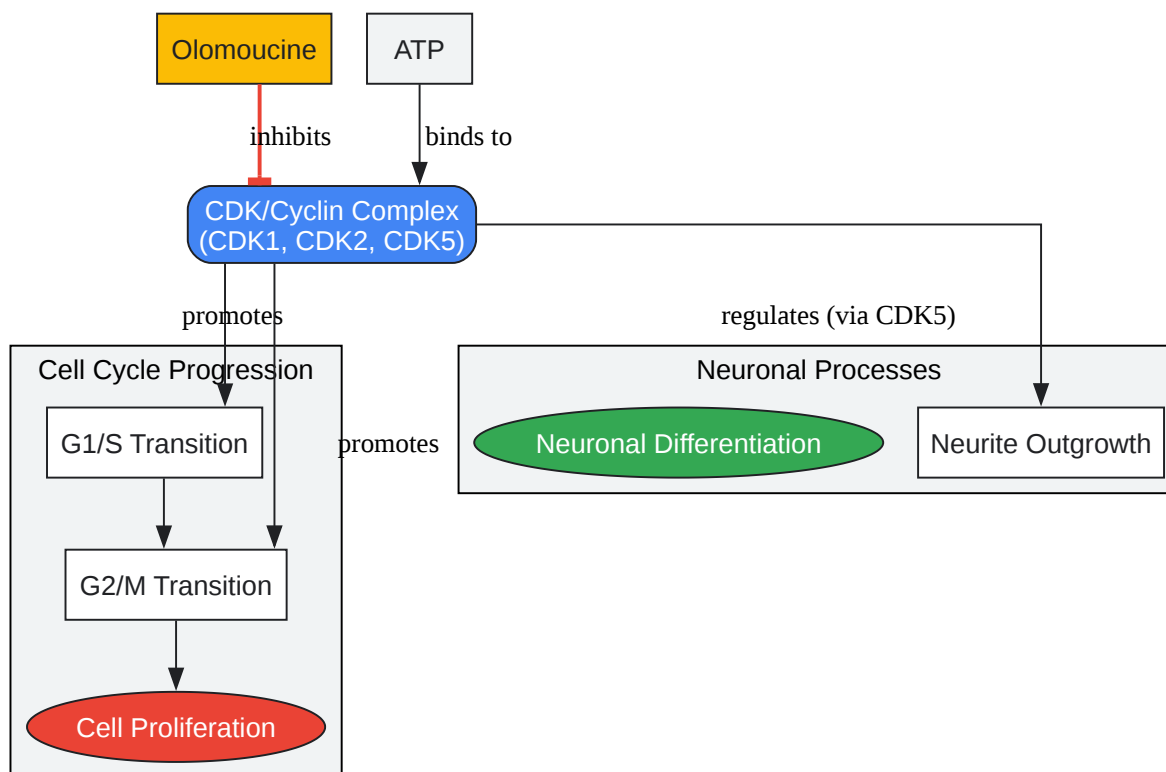 Olomoucine
ATP
inhibits
binds to
CDK/Cyclin Complex
(CDK1, CDK2, CDK5)
promotes
regulates (via CDK5)
Cell Cycle Progression
Neuronal Processes
G1/S Transition
promotes
Neuronal Differentiation
Neurite Outgrowth
G2/M Transition
Cell Proliferation